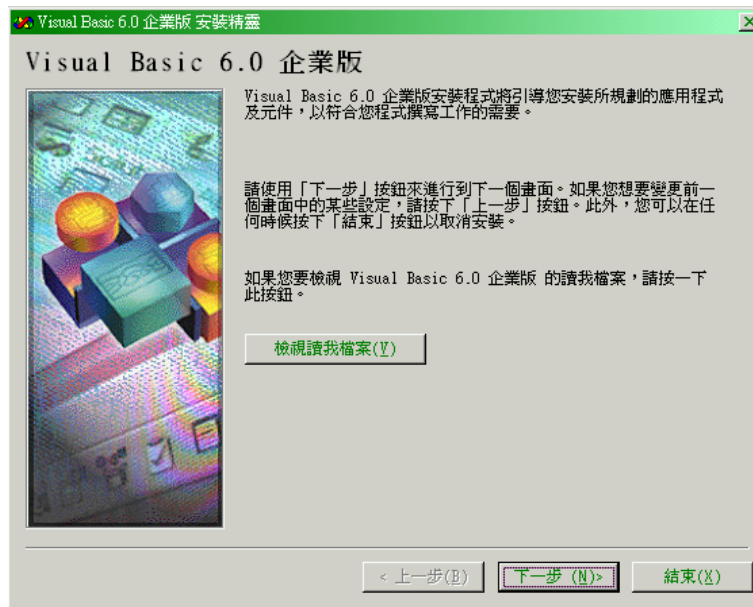 Visual Basic 6.0 企業版 安裝精靈
Visual Basic 6.0 企業版
Visual Basic 6.0 企業版安裝程式將引導您安裝所規劃的應用程式
及元件，以符合您程式撰寫工作的需要。
請使用「下一步」按鈕來進行到下一個畫面。如果您想要變更前一
個畫面中的某些設定，請按下「上一步」按鈕。此外，您可以在任
何時候按下「結束」按鈕以取消安裝。
如果您要檢視 Visual Basic 6.0 企業版 的讀我檔案，請按一下
此按鈕。
檢視讀我檔案(V)
< 上一步(B)
下一步 (N)>
結束(X)